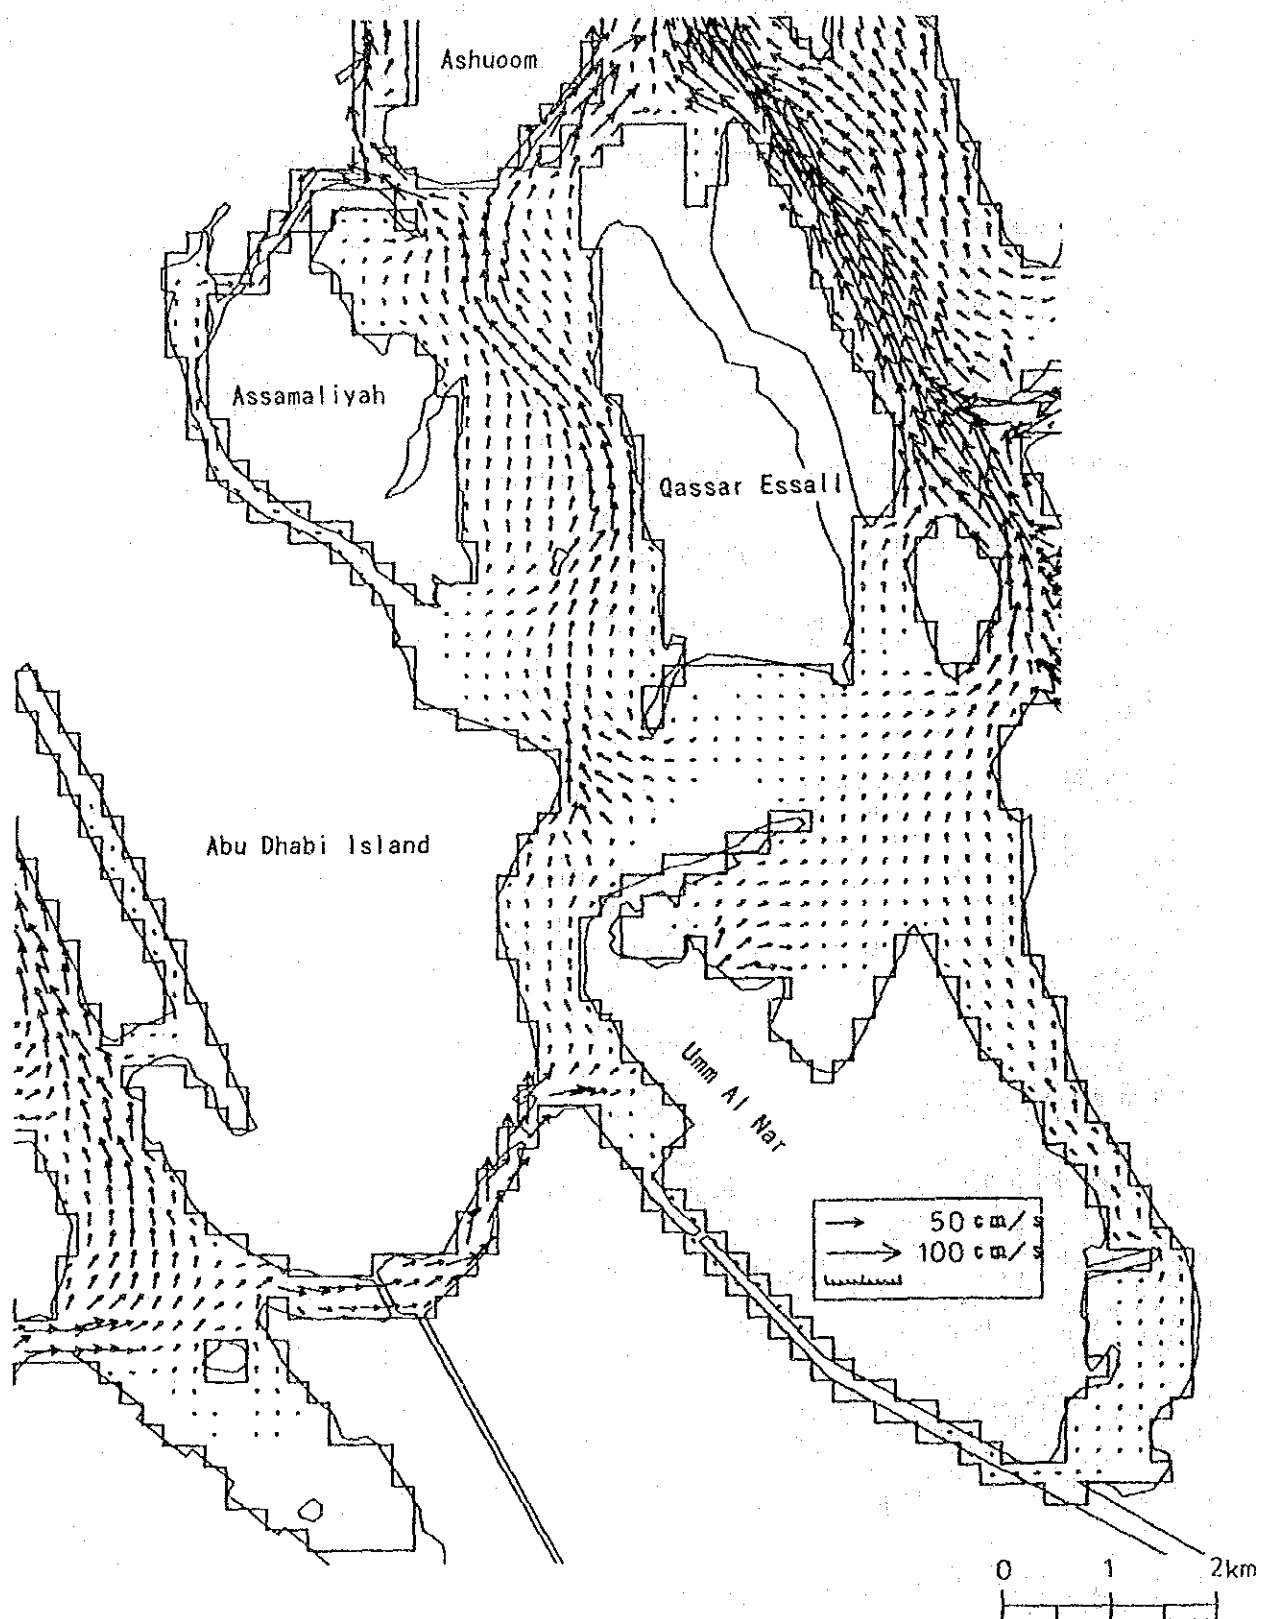 Ashuoom
Assamaliyah
Qassar Essall
Abu Dhabi Island
Umm Al Nar
50 cm/s
100 cm/s
0 1 2km